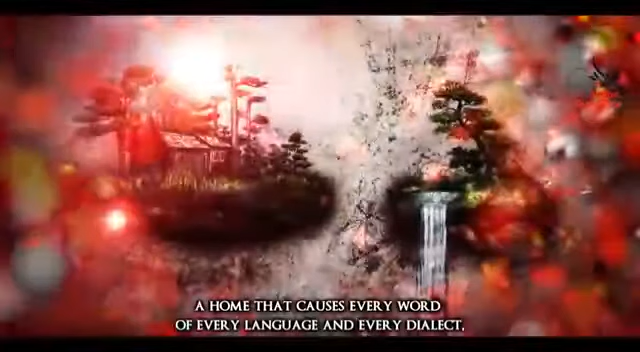 A HOME THAT CAUSES EVERY WORD
OF EVERY LANGUAGE AND EVERY DIALECT,